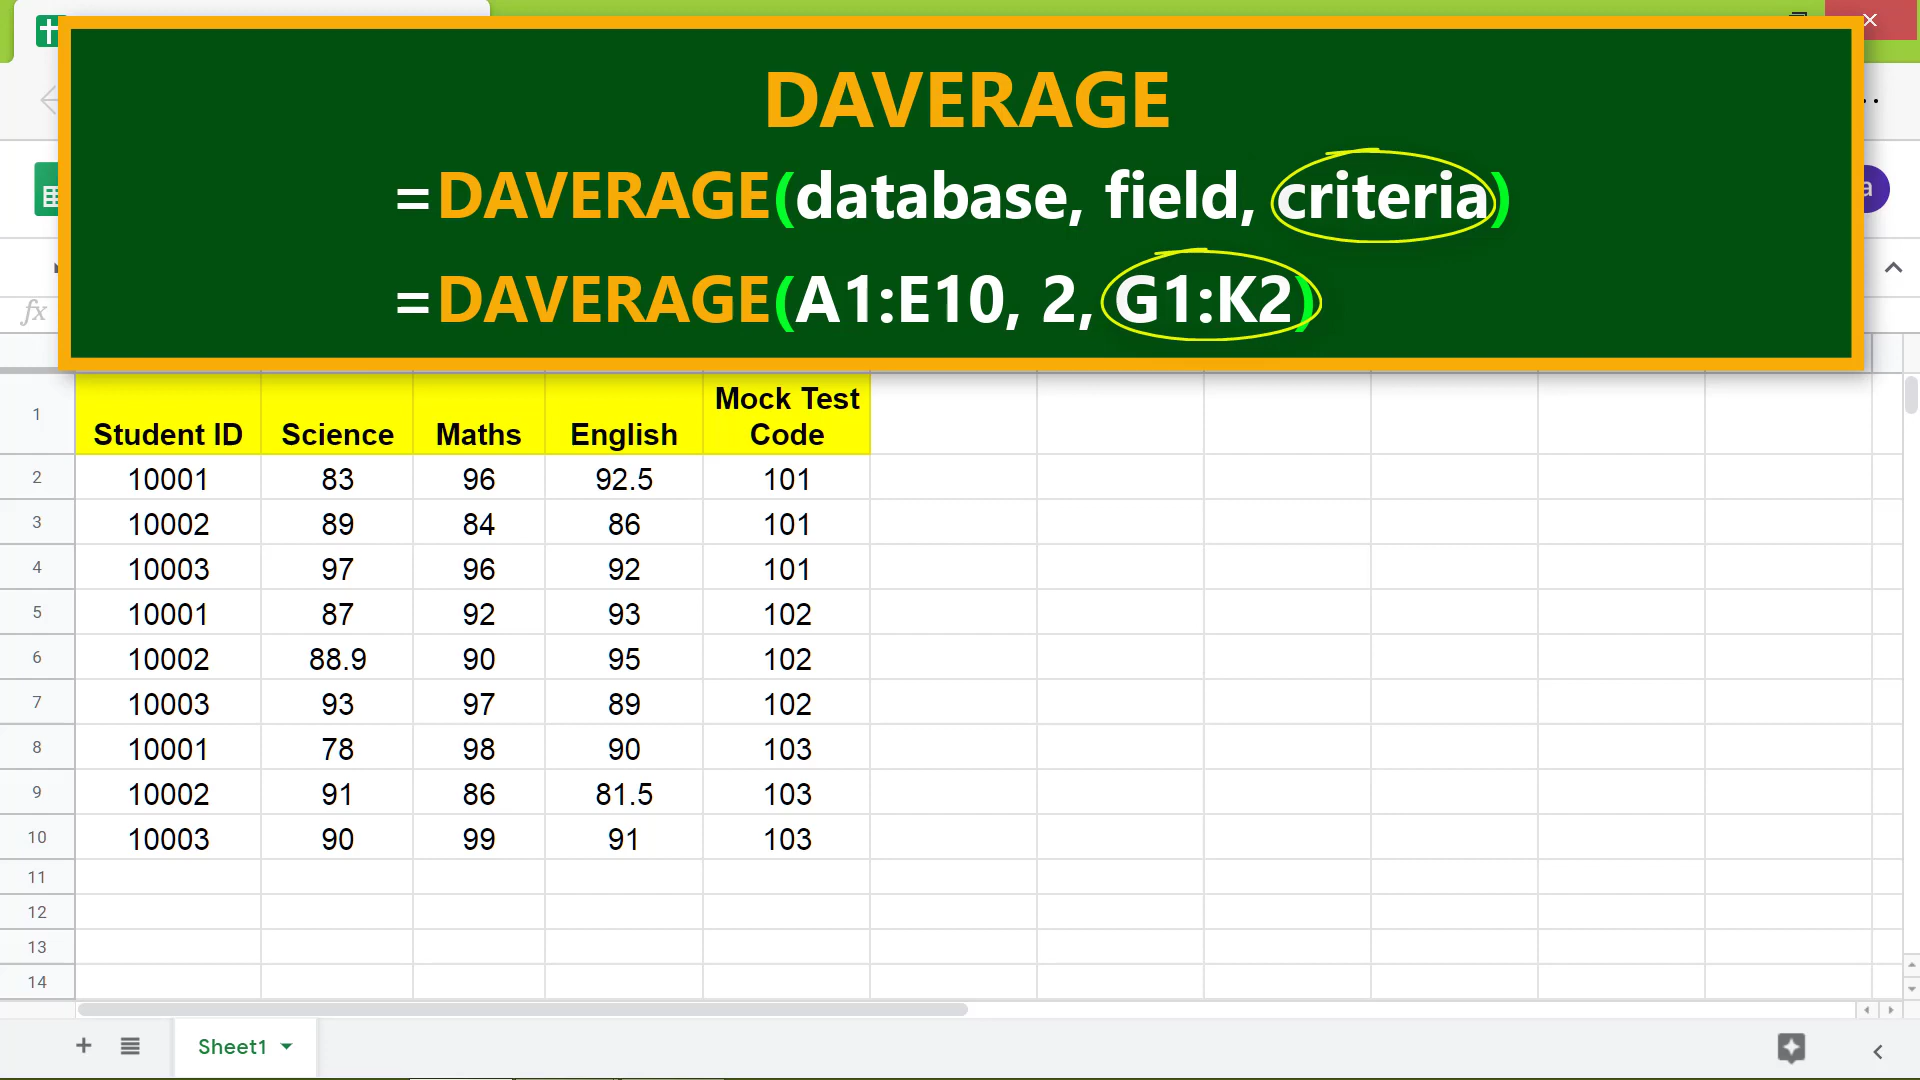 DAVERAGE
=DAVERAGE(database, field, criteria)
=DAVERAGE(A1:E10, 2, G1:K2)
a
fx
1 Student ID Science Maths English Mock Test Code
2 10001 83 96 92.5 101
3 10002 89 84 86 101
4 10003 97 96 92 101
5 10001 87 92 93 102
6 10002 88.9 90 95 102
7 10003 93 97 89 102
8 10001 78 98 90 103
9 10002 91 86 81.5 103
10 10003 90 99 91 103
11
12
13
14
Sheet1